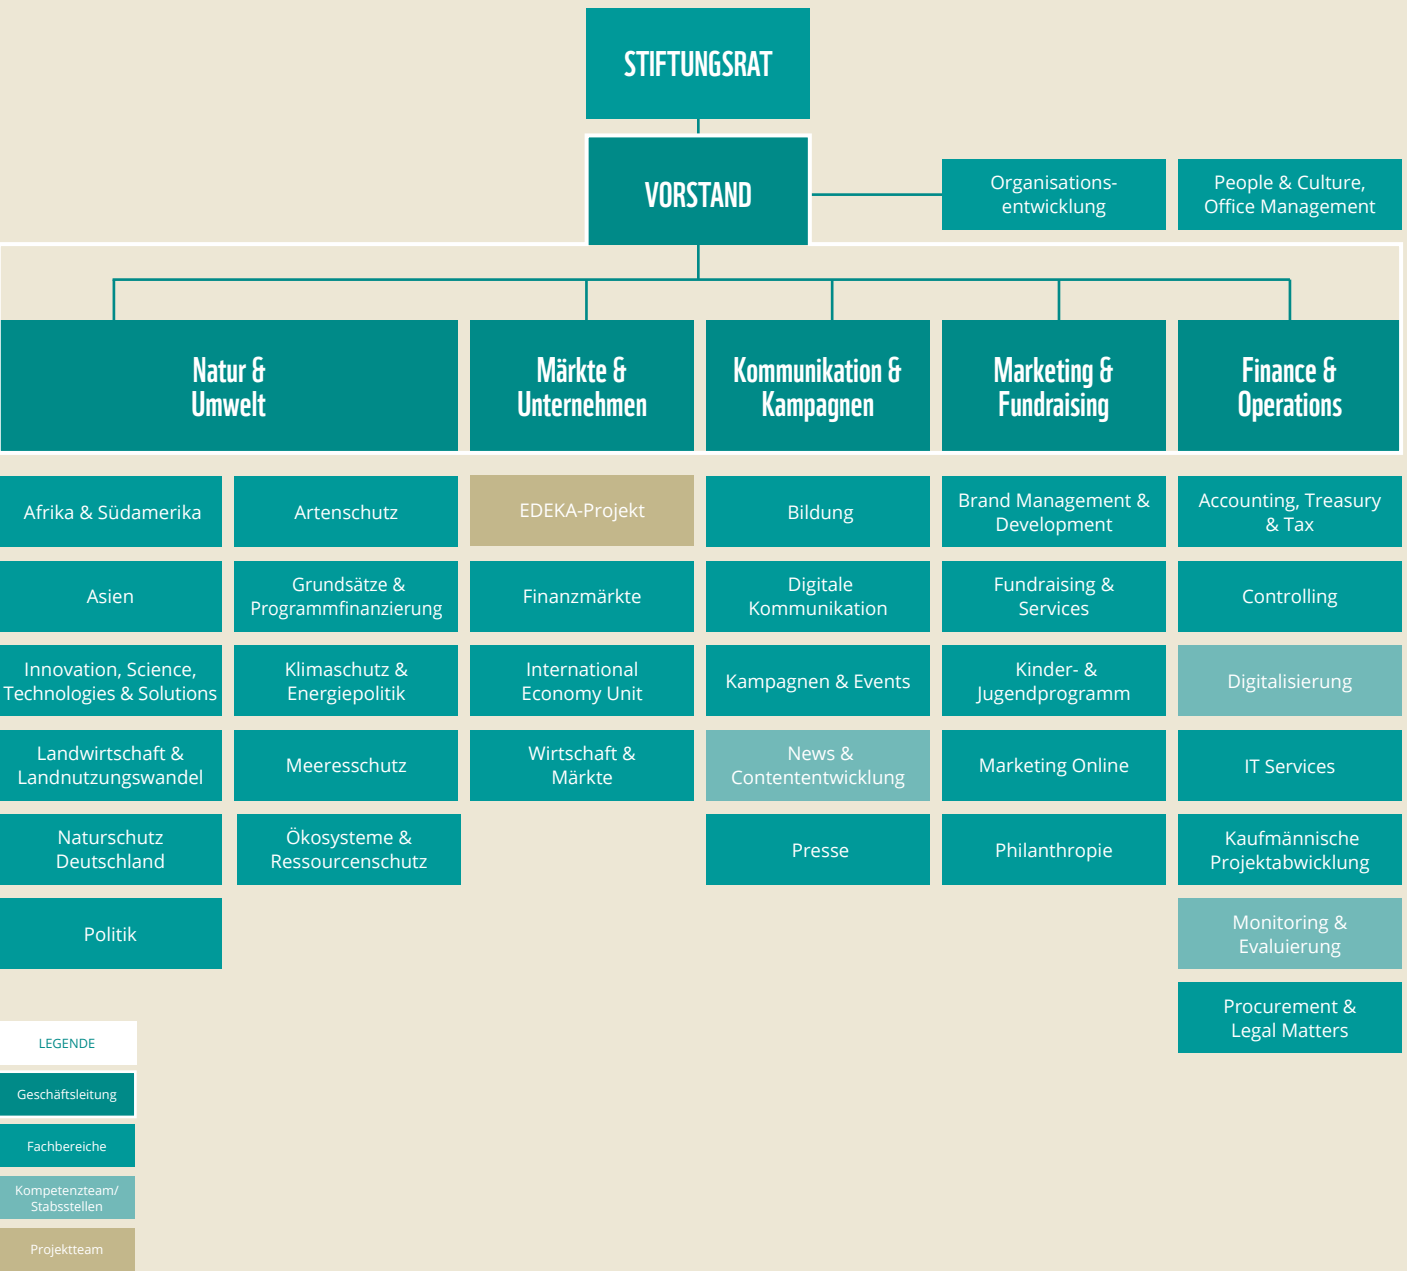 STIFTUNGSRAT
VORSTAND
Organisations-
entwicklung
People & Culture,
Office Management
Natur &
Umwelt
Märkte &
Unternehmen
Kommunikation &
Kampagnen
Marketing &
Fundraising
Finance &
Operations
Afrika & Südamerika
Asien
Innovation, Science,
Technologies & Solutions
Landwirtschaft &
Landnutzungswandel
Naturschutz
Deutschland
Politik
Artenschutz
Grundsätze &
Programmfinanzierung
Klimaschutz &
Energiepolitik
Meeresschutz
Ökosysteme &
Ressourcenschutz
EDEKA-Projekt
Finanzmärkte
International
Economy Unit
Wirtschaft &
Märkte
Bildung
Digitale
Kommunikation
Kampagnen & Events
News &
Contententwicklung
Presse
Brand Management &
Development
Fundraising &
Services
Kinder- &
Jugendprogramm
Marketing Online
Philanthropie
Accounting, Treasury
& Tax
Controlling
Digitalisierung
IT Services
Kaufmännische
Projektabwicklung
Monitoring &
Evaluierung
Procurement &
Legal Matters
LEGENDE
Geschäftsleitung
Fachbereiche
Kompetenzteam/
Stabsstellen
Projektteam